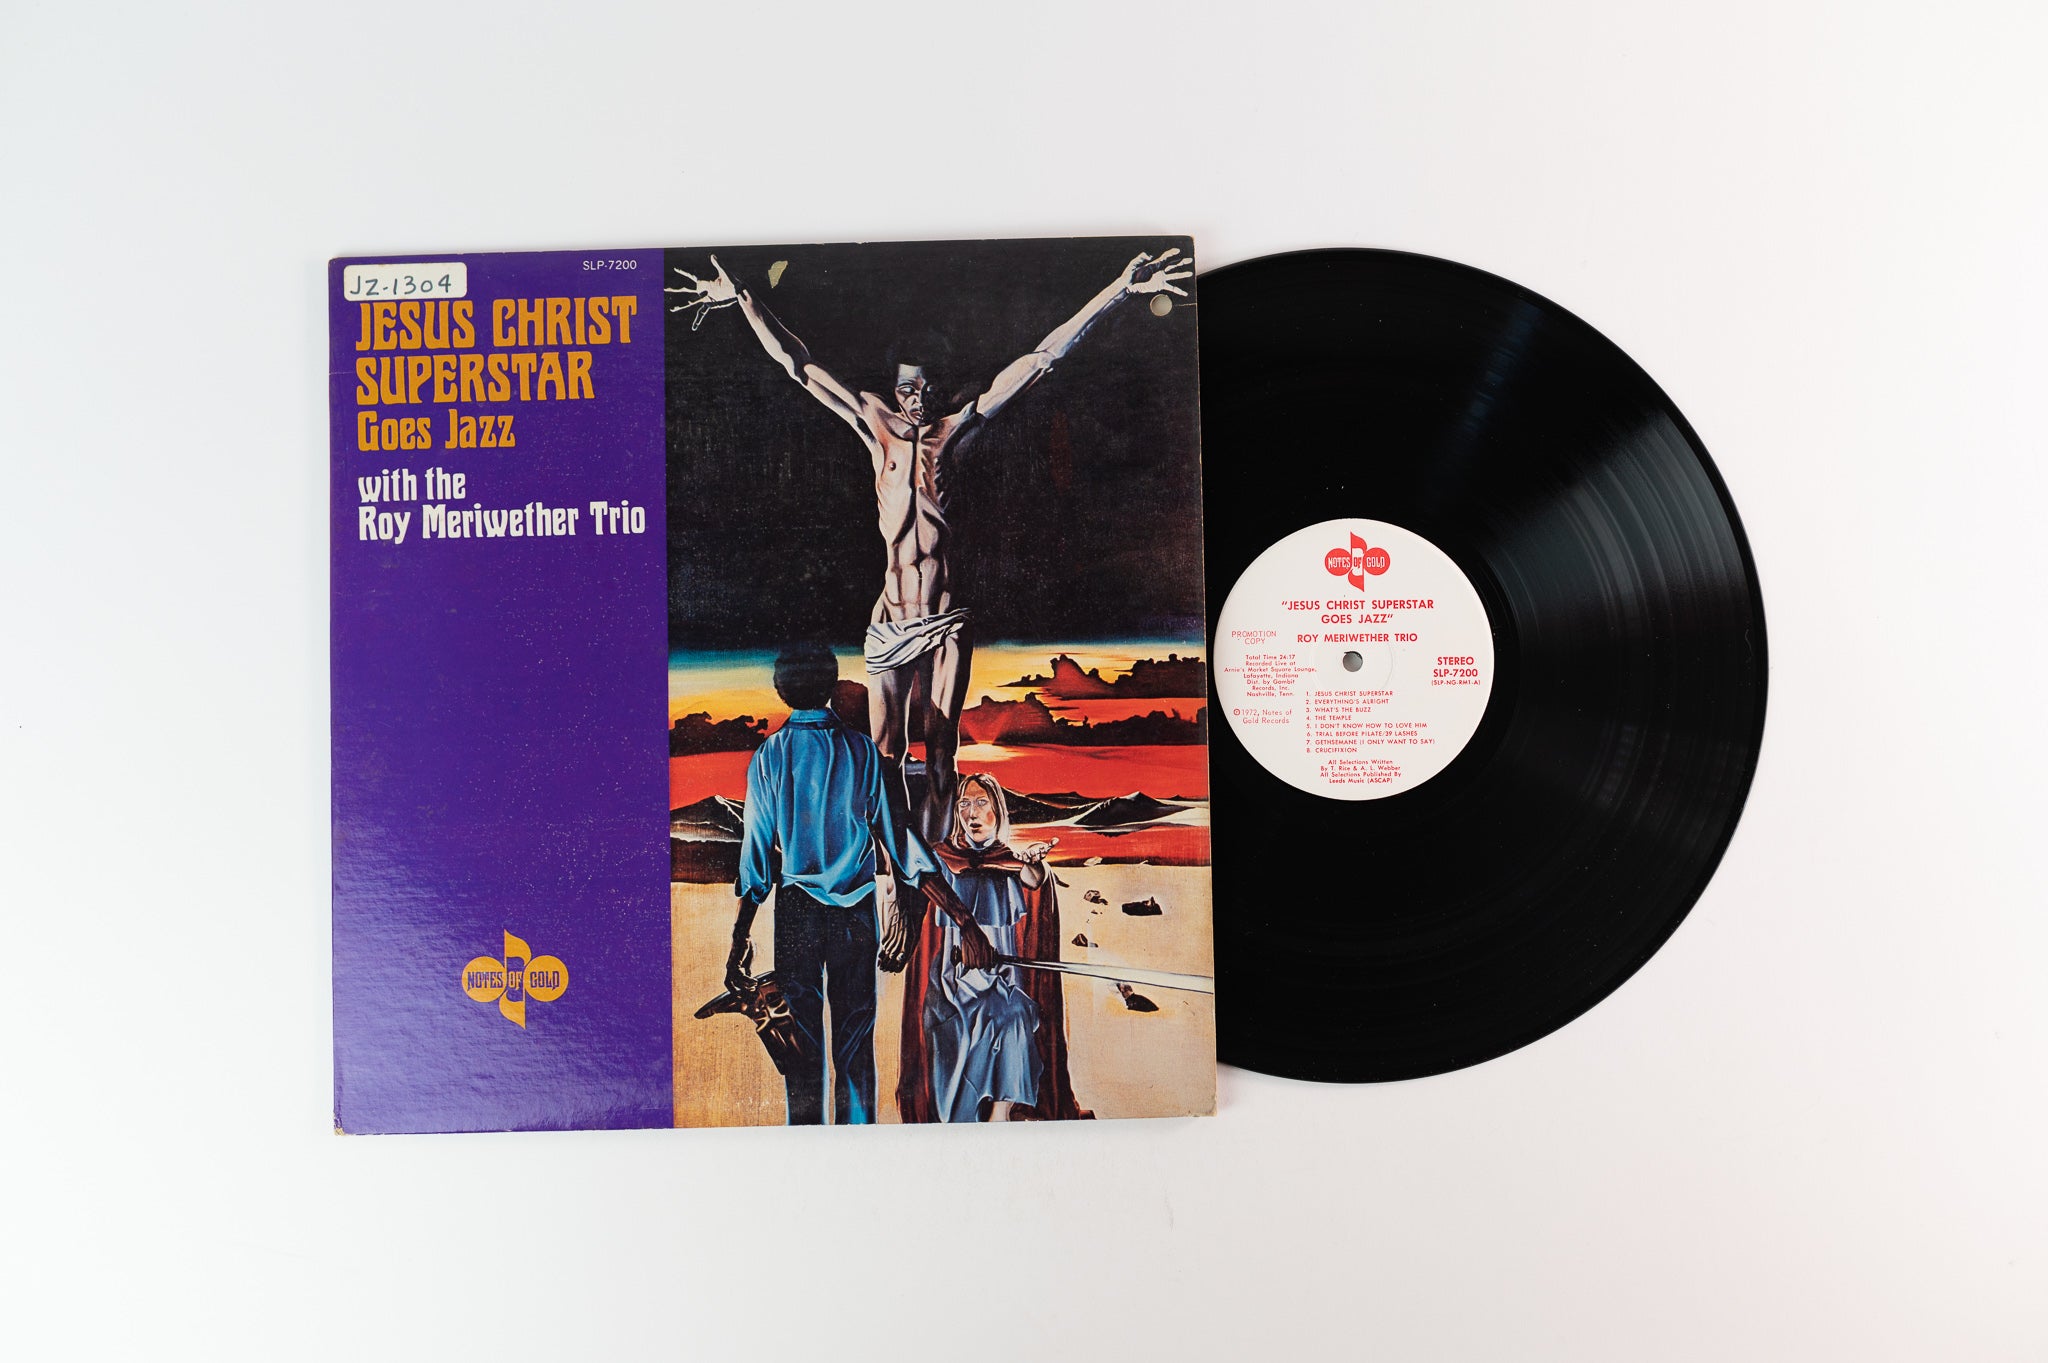 JZ-1304
SLP-7200
JESUS CHRIST
SUPERSTAR
Goes Jazz
with the
Roy Meriwether Trio
NOTES OF GOLD
NOTES OF GOLD
"JESUS CHRIST SUPERSTAR
GOES JAZZ"
PROMOTION
COPY
ROY MERIWETHER TRIO
Total Time 24:17
Recorded Live at
Arnie's Market Square Lounge,
Lafayette, Indiana
Dist. by Gambit
Records, Inc.
Nashville, Tenn.
℗1972, Notes of
Gold Records
STEREO
SLP-7200
(SLP-NG-RM1-A)
1. JESUS CHRIST SUPERSTAR
2. EVERYTHING'S ALRIGHT
3. WHAT'S THE BUZZ
4. THE TEMPLE
5. I DON'T KNOW HOW TO LOVE HIM
6. TRIAL BEFORE PILATE/39 LASHES
7. GETHSEMANE (I ONLY WANT TO SAY)
8. CRUCIFIXION
All Selections Written
By T. Rice & A. L. Webber
All Selections Published By
Leeds Music (ASCAP)